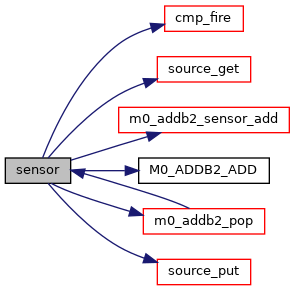 cmp_fire
source_get
m0_addb2_sensor_add
sensor
M0_ADDB2_ADD
m0_addb2_pop
source_put